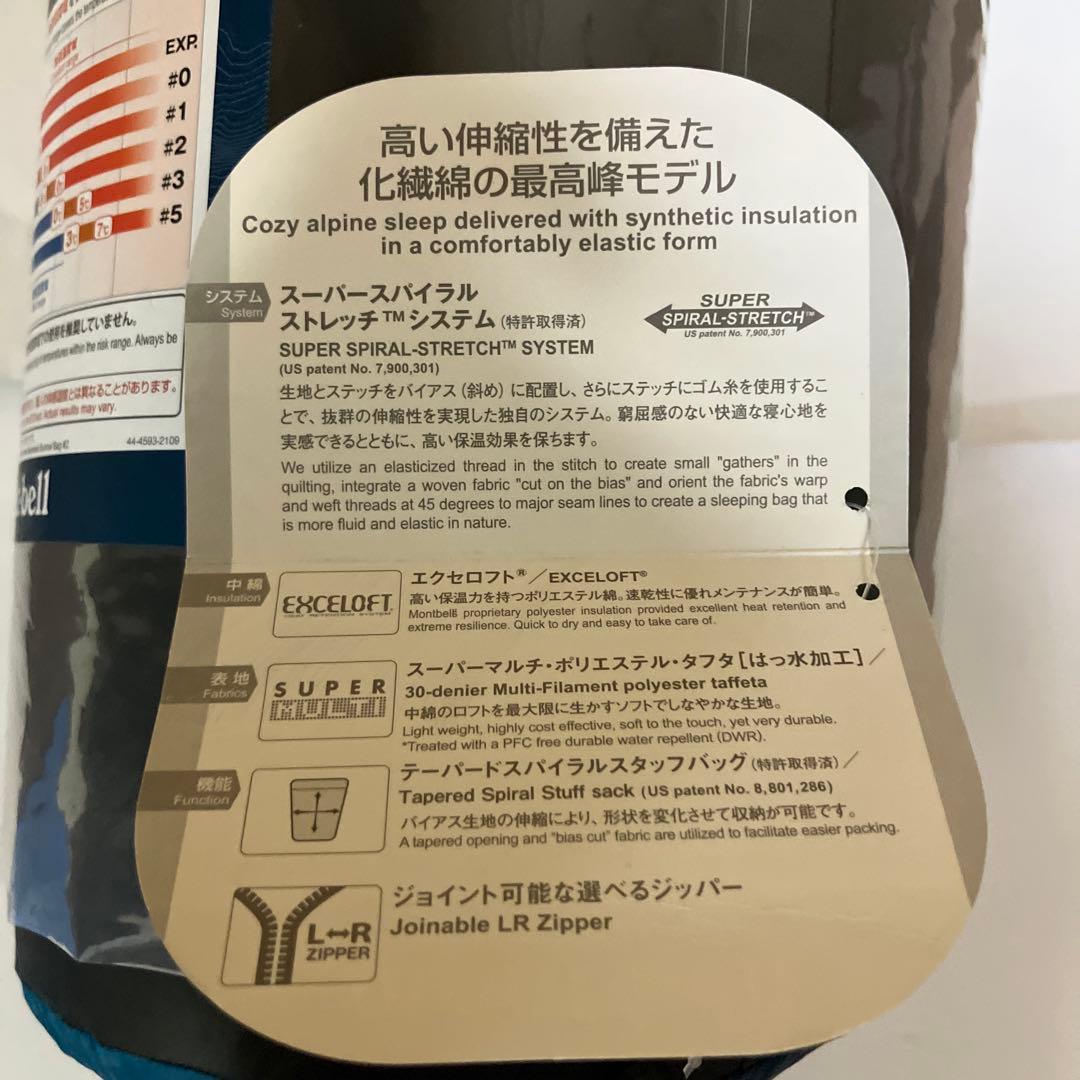 EXP.
#0
#1
#2
#3
0℃ 5℃
#5
3℃ 7℃
の使用を推奨していません。
temperatures within the risk range. Always be
とは異なることがあります。
Actual results may vary.
44-4593-2109
bell
高い伸縮性を備えた
化繊綿の最高峰モデル
Cozy alpine sleep delivered with synthetic insulation
in a comfortably elastic form
システム
System
スーパースパイラル
ストレッチ™システム(特許取得済)
SUPER SPIRAL-STRETCH™ SYSTEM
(US patent No. 7,900,301)
SUPER
SPIRAL-STRETCH™
US patent No. 7,900,301
生地とステッチをバイアス(斜め)に配置し、さらにステッチにゴム糸を使用するこ
とで、抜群の伸縮性を実現した独自のシステム。窮屈感のない快適な寝心地を
実感できるとともに、高い保温効果を保ちます。
We utilize an elasticized thread in the stitch to create small "gathers" in the
quilting, integrate a woven fabric "cut on the bias" and orient the fabric's warp
and weft threads at 45 degrees to major seam lines to create a sleeping bag that
is more fluid and elastic in nature.
中綿
Insulation
EXCELOFT
エクセロフト®/EXCELOFT®
高い保温力を持つポリエステル綿。速乾性に優れメンテナンスが簡単。
proprietary polyester insulation provided excellent heat retention and
extreme resilience. Quick to dry and easy to take care of.
表地
Fabrics
SUPER
スーパーマルチ・ポリエステル・タフタ[はっ水加工]/
30-denier Multi-Filament polyester taffeta
中綿のロフトを最大限に生かすソフトでしなやかな生地。
Light weight, highly cost effective, soft to the touch, yet very durable.
*Treated with a PFC free durable water repellent (DWR).
機能
Function
テーパードスパイラルスタッフバッグ(特許取得済)/
Tapered Spiral Stuff sack (US patent No. 8,801,286)
バイアス生地の伸縮により、形状を変化させて収納が可能です。
A tapered opening and "bias cut" fabric are utilized to facilitate easier packing.
L↔R
ZIPPER
ジョイント可能な選べるジッパー
Joinable LR Zipper